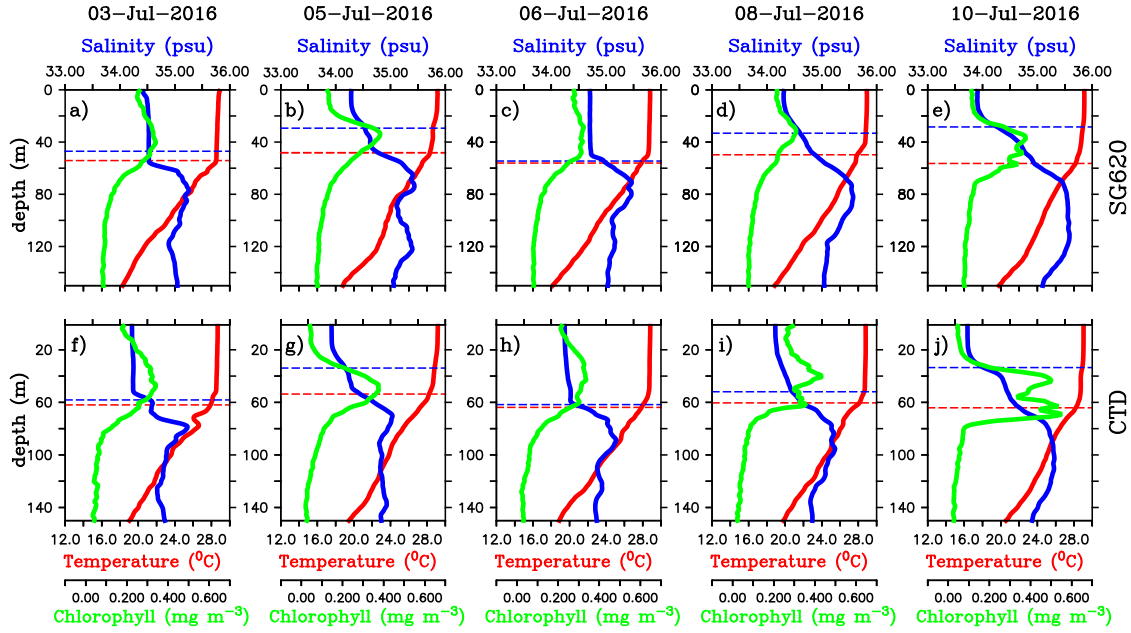 03-Jul-2016 05-Jul-2016 06-Jul-2016 08-Jul-2016 10-Jul-2016
Salinity (psu) Salinity (psu) Salinity (psu) Salinity (psu) Salinity (psu)
33.00 34.00 35.00 36.00 33.00 34.00 35.00 36.00 33.00 34.00 35.00 36.00 33.00 34.00 35.00 36.00 33.00 34.00 35.00 36.00
0 0
a) b) c) d) e)
40 40
80 80
120 120
depth (m)
SG620
f) g) h) i) j)
20 20
60 60
100 100
140 140
depth (m)
CTD
12.0 16.0 20.0 24.0 28.0 12.0 16.0 20.0 24.0 28.0 12.0 16.0 20.0 24.0 28.0 12.0 16.0 20.0 24.0 28.0 12.0 16.0 20.0 24.0 28.0
Temperature (⁰C) Temperature (⁰C) Temperature (⁰C) Temperature (⁰C) Temperature (⁰C)
0.00 0.200 0.400 0.600 0.00 0.200 0.400 0.600 0.00 0.200 0.400 0.600 0.00 0.200 0.400 0.600 0.00 0.200 0.400 0.600
Chlorophyll (mg m⁻³) Chlorophyll (mg m⁻³) Chlorophyll (mg m⁻³) Chlorophyll (mg m⁻³) Chlorophyll (mg m⁻³)